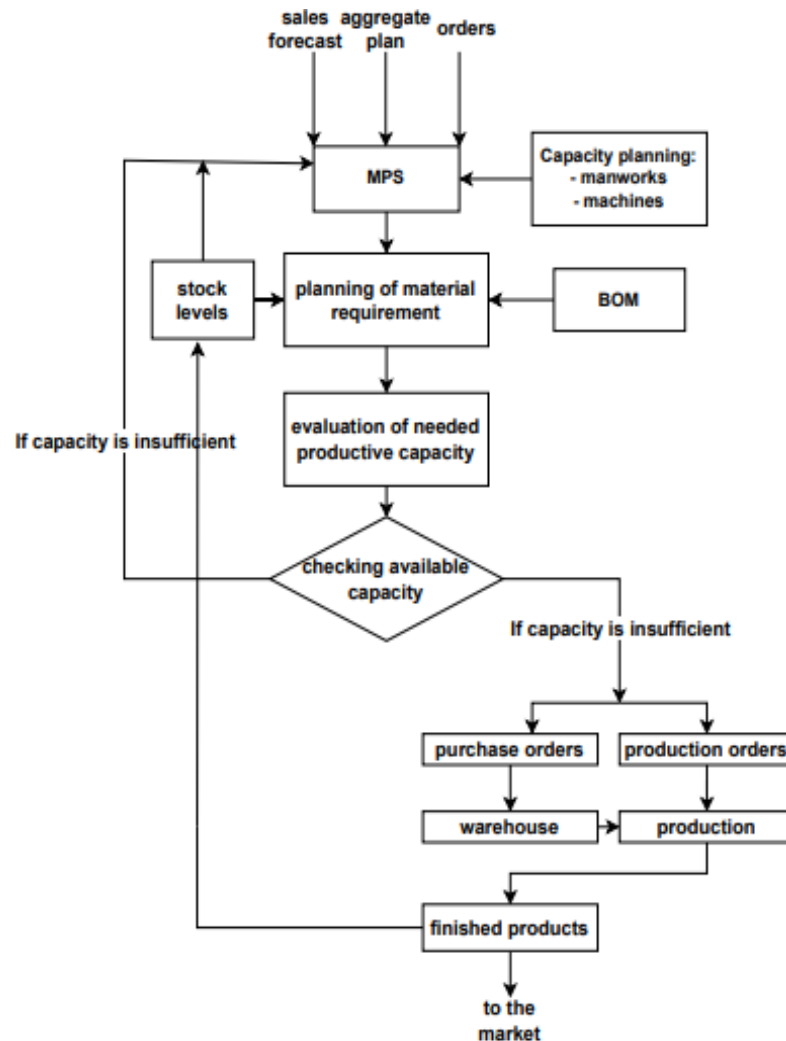 sales
forecast
aggregate
plan
orders
MPS
Capacity planning:
- manworks
- machines
stock
levels
planning of material
requirement
BOM
evaluation of needed
productive capacity
If capacity is insufficient
checking available
capacity
If capacity is insufficient
purchase orders
production orders
warehouse
production
finished products
to the
market